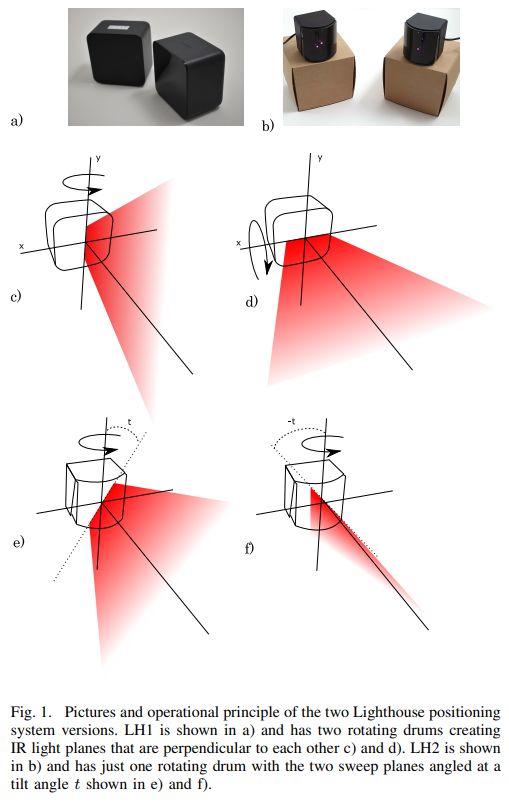 a)
b)
y
x
c)
y
x
d)
t
e)
-t
f)
Fig. 1. Pictures and operational principle of the two Lighthouse positioning
system versions. LH1 is shown in a) and has two rotating drums creating
IR light planes that are perpendicular to each other c) and d). LH2 is shown
in b) and has just one rotating drum with the two sweep planes angled at a
tilt angle t shown in e) and f).